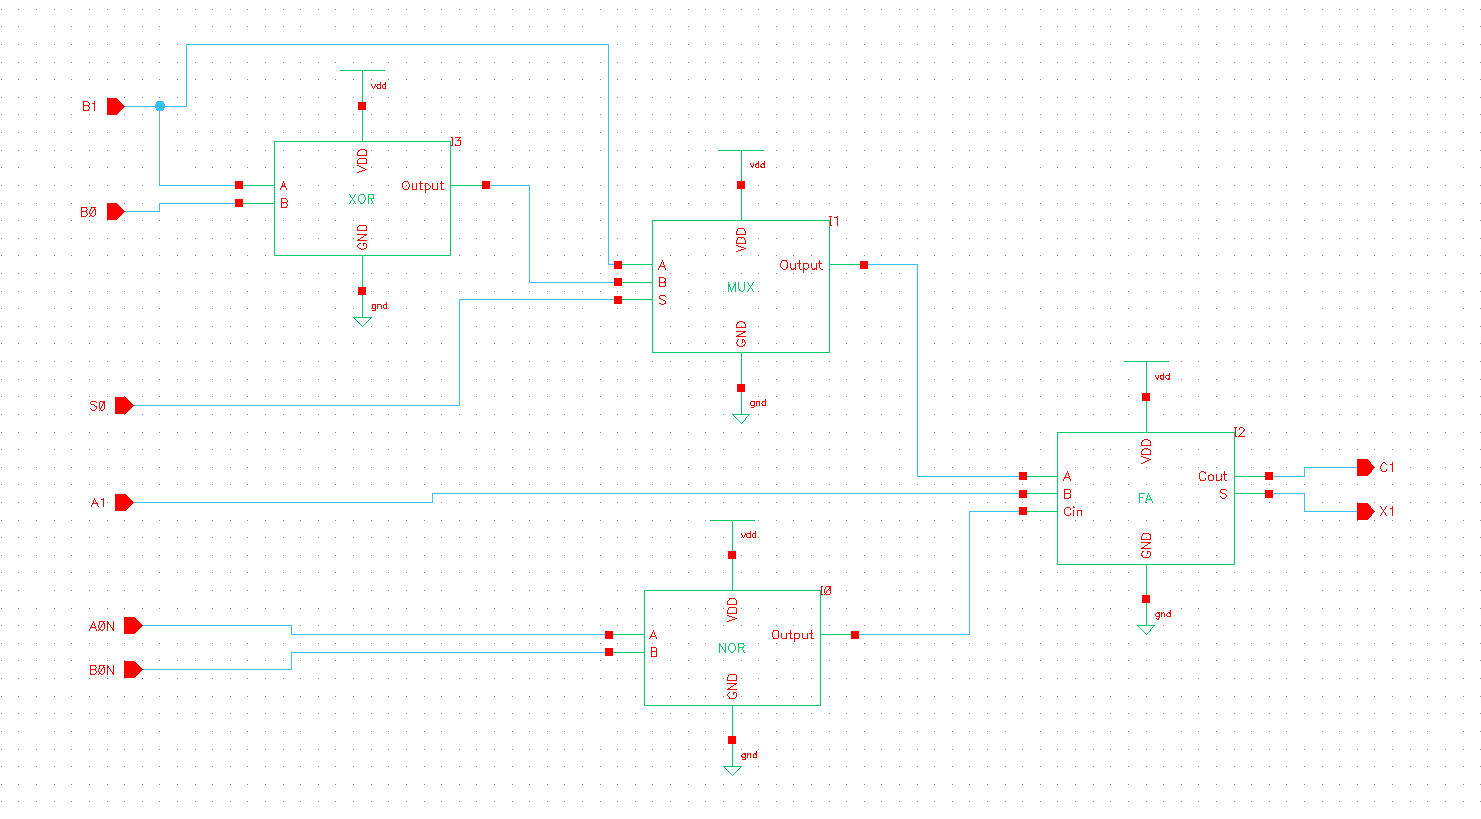 vdd
B1
I3
VDD
A
Output
B0
B
XOR
GND
gnd
vdd
I1
VDD
A
Output
B
MUX
S
GND
gnd
S0
vdd
I2
VDD
A
Cout
C1
B
FA
S
Cin
X1
GND
gnd
A1
vdd
I0
VDD
A0N
A
Output
B
NOR
B0N
GND
gnd